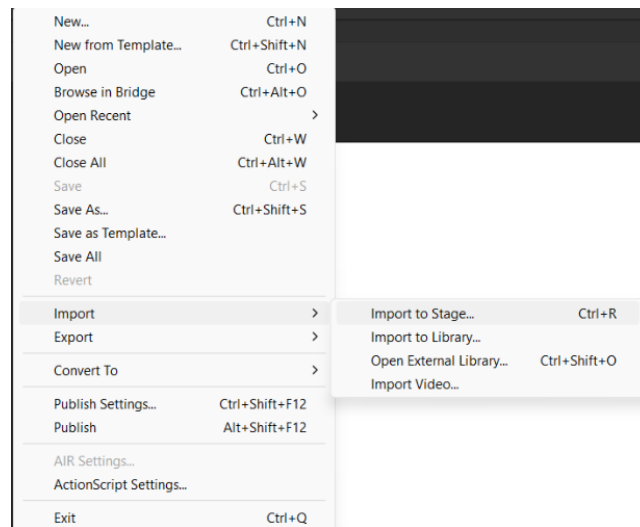 New... Ctrl+N
New from Template... Ctrl+Shift+N
Open Ctrl+O
Browse in Bridge Ctrl+Alt+O
Open Recent >
Close Ctrl+W
Close All Ctrl+Alt+W
Save Ctrl+S
Save As... Ctrl+Shift+S
Save as Template...
Save All
Revert
Import >
Export >
Convert To >
Publish Settings... Ctrl+Shift+F12
Publish Alt+Shift+F12
AIR Settings...
ActionScript Settings...
Exit Ctrl+Q
Import to Stage... Ctrl+R
Import to Library...
Open External Library... Ctrl+Shift+O
Import Video...